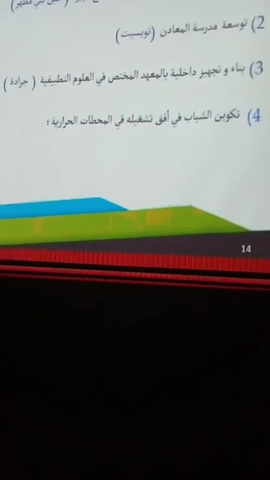 2) توسعة مدرسة المعادن (تويسيت)
3) بناء و تجهيز داخلية بالمعهد المختص في العلوم التطبيقية ( جرادة )
4) تكوين الشباب في أفق تشغيله في المحطات الحرارية ؛
14